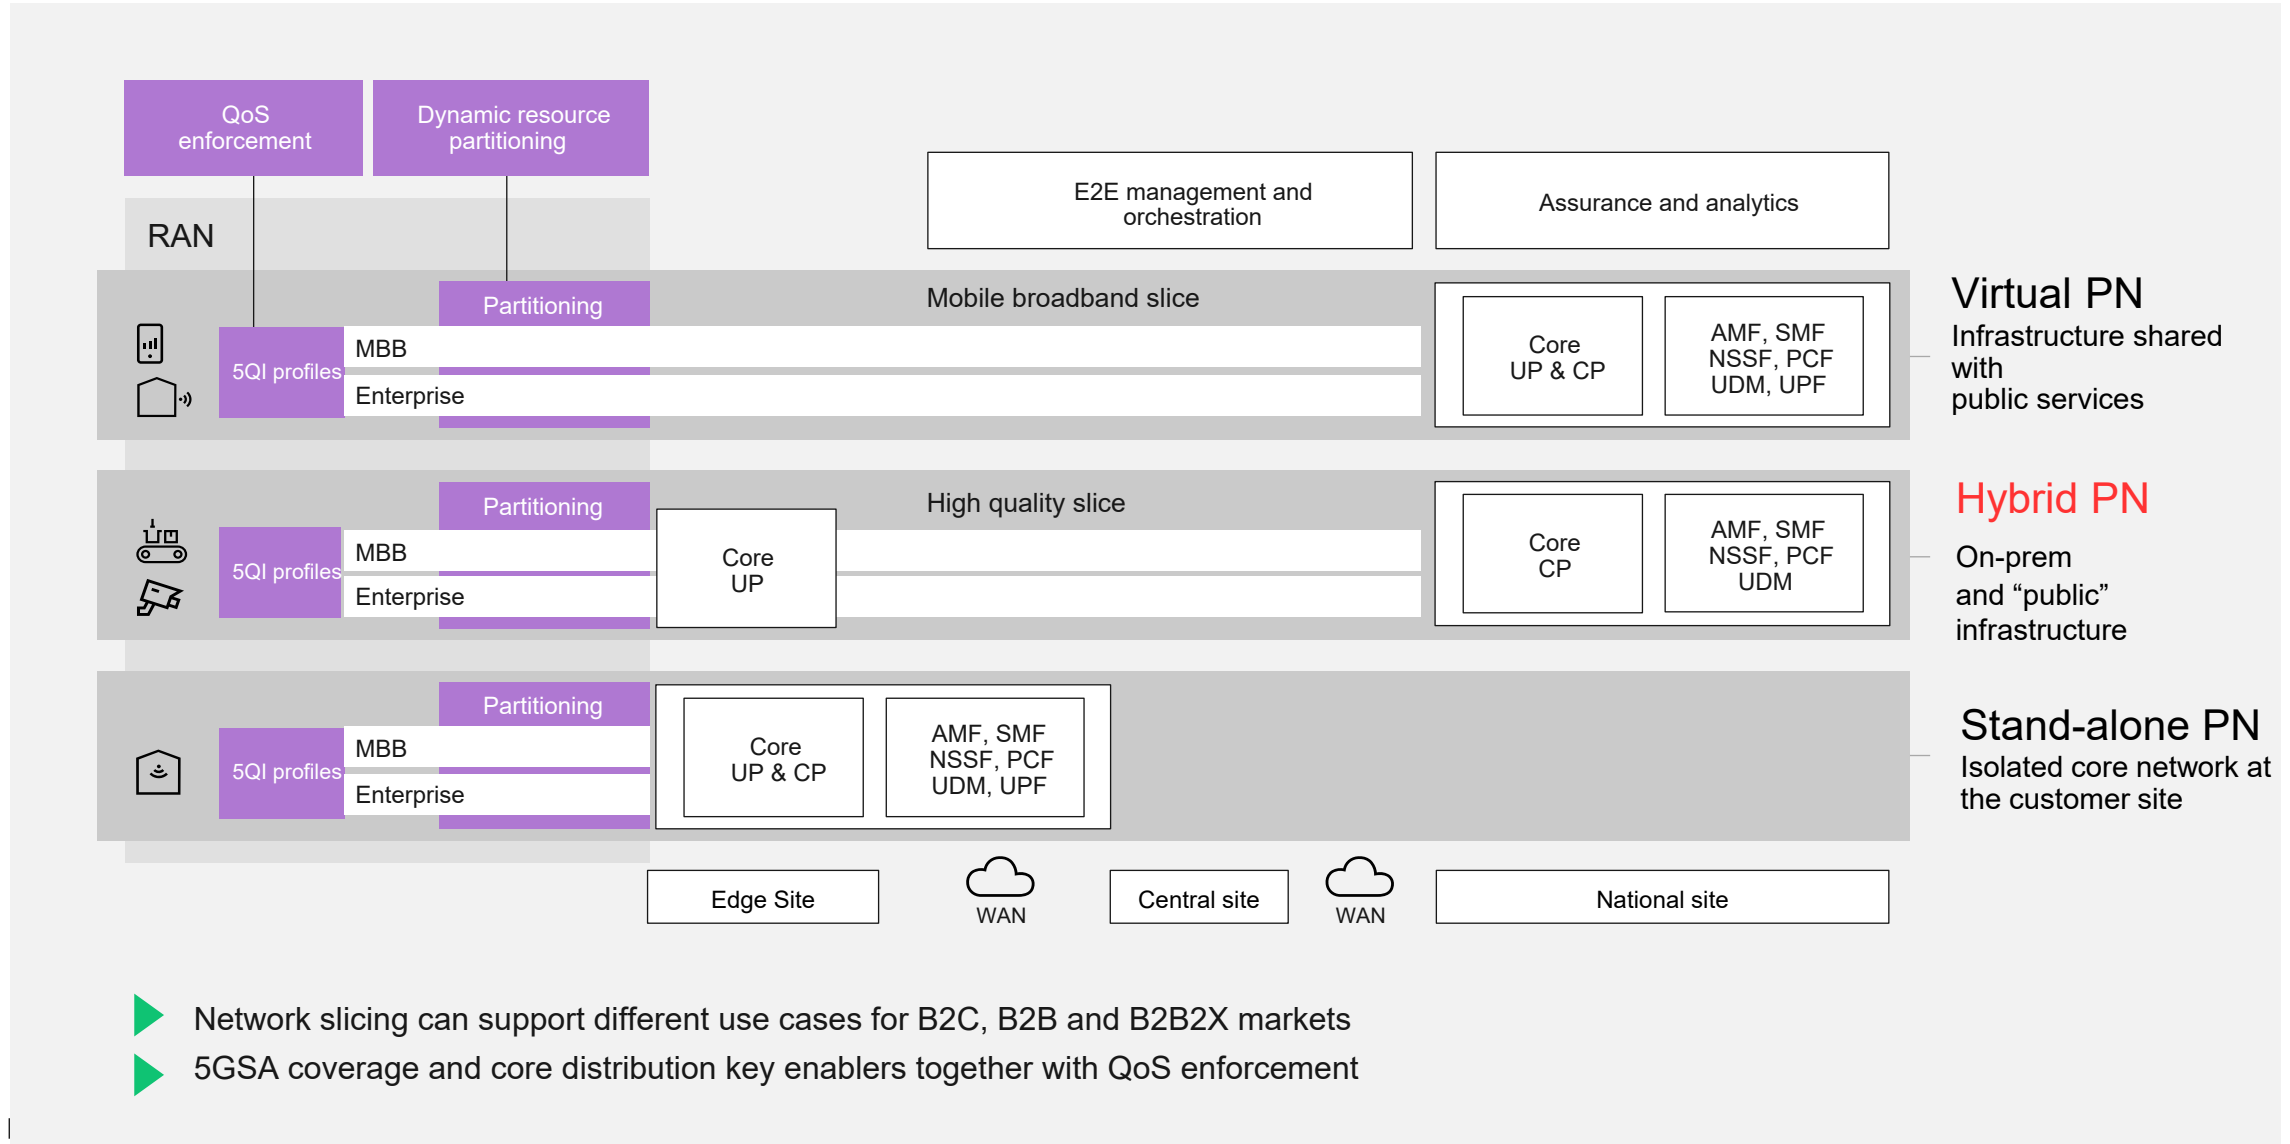 QoS
enforcement
Dynamic resource
partitioning
E2E management and
orchestration
Assurance and analytics
RAN
Partitioning
Mobile broadband slice
5QI profiles
MBB
Enterprise
Core
UP & CP
AMF, SMF
NSSF, PCF
UDM, UPF
Virtual PN
Infrastructure shared
with
public services
Partitioning
High quality slice
5QI profiles
MBB
Enterprise
Core
UP
Core
CP
AMF, SMF
NSSF, PCF
UDM
Hybrid PN
On-prem
and “public”
infrastructure
Partitioning
5QI profiles
MBB
Enterprise
Core
UP & CP
AMF, SMF
NSSF, PCF
UDM, UPF
Stand-alone PN
Isolated core network at
the customer site
Edge Site
WAN
Central site
WAN
National site
Network slicing can support different use cases for B2C, B2B and B2B2X markets
5GSA coverage and core distribution key enablers together with QoS enforcement